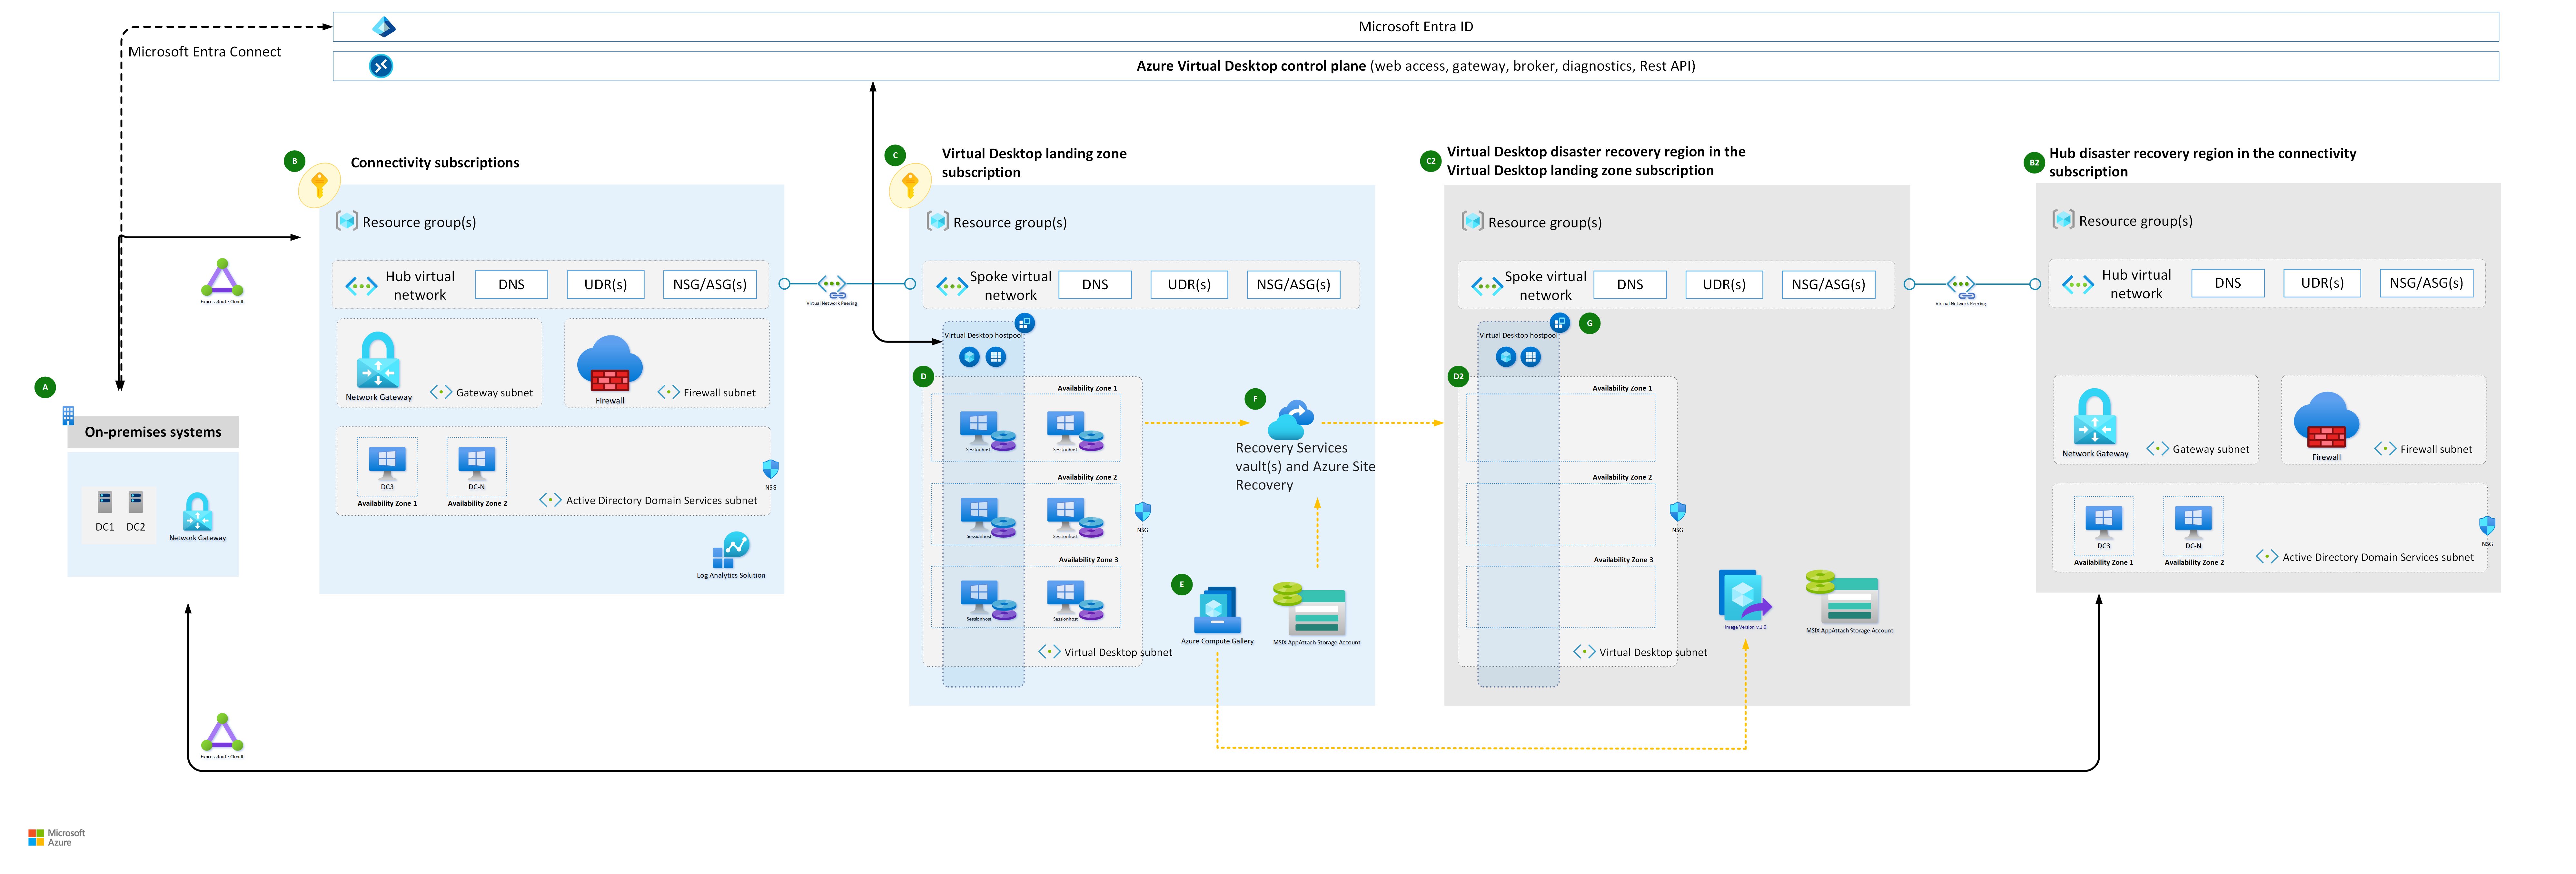 Microsoft Entra ID
Microsoft Entra Connect
Azure Virtual Desktop control plane (web access, gateway, broker, diagnostics, Rest API)
B
Connectivity subscriptions
Resource group(s)
Hub virtual
network
DNS
UDR(s)
NSG/ASG(s)
Network Gateway
Gateway subnet
Firewall
Firewall subnet
DC3
Availability Zone 1
DC-N
Availability Zone 2
Active Directory Domain Services subnet
NSG
Log Analytics Solution
ExpressRoute Circuit
A
On-premises systems
DC1
DC2
Network Gateway
ExpressRoute Circuit
Virtual Network Peering
C
Virtual Desktop landing zone
subscription
Resource group(s)
Spoke virtual
network
DNS
UDR(s)
NSG/ASG(s)
Virtual Desktop hostpool
D
Availability Zone 1
Sessionhost
Sessionhost
Availability Zone 2
Sessionhost
Sessionhost
Availability Zone 3
Sessionhost
Sessionhost
NSG
Virtual Desktop subnet
F
Recovery Services
vault(s) and Azure Site
Recovery
E
Azure Compute Gallery
MSIX AppAttach Storage Account
C2
Virtual Desktop disaster recovery region in the
Virtual Desktop landing zone subscription
Resource group(s)
Spoke virtual
network
DNS
UDR(s)
NSG/ASG(s)
Virtual Desktop hostpool
G
D2
Availability Zone 1
Availability Zone 2
Availability Zone 3
NSG
Virtual Desktop subnet
Image Version v.1.0
MSIX AppAttach Storage Account
Virtual Network Peering
B2
Hub disaster recovery region in the connectivity
subscription
Resource group(s)
Hub virtual
network
DNS
UDR(s)
NSG/ASG(s)
Network Gateway
Gateway subnet
Firewall
Firewall subnet
DC3
Availability Zone 1
DC-N
Availability Zone 2
Active Directory Domain Services subnet
NSG
Microsoft
Azure